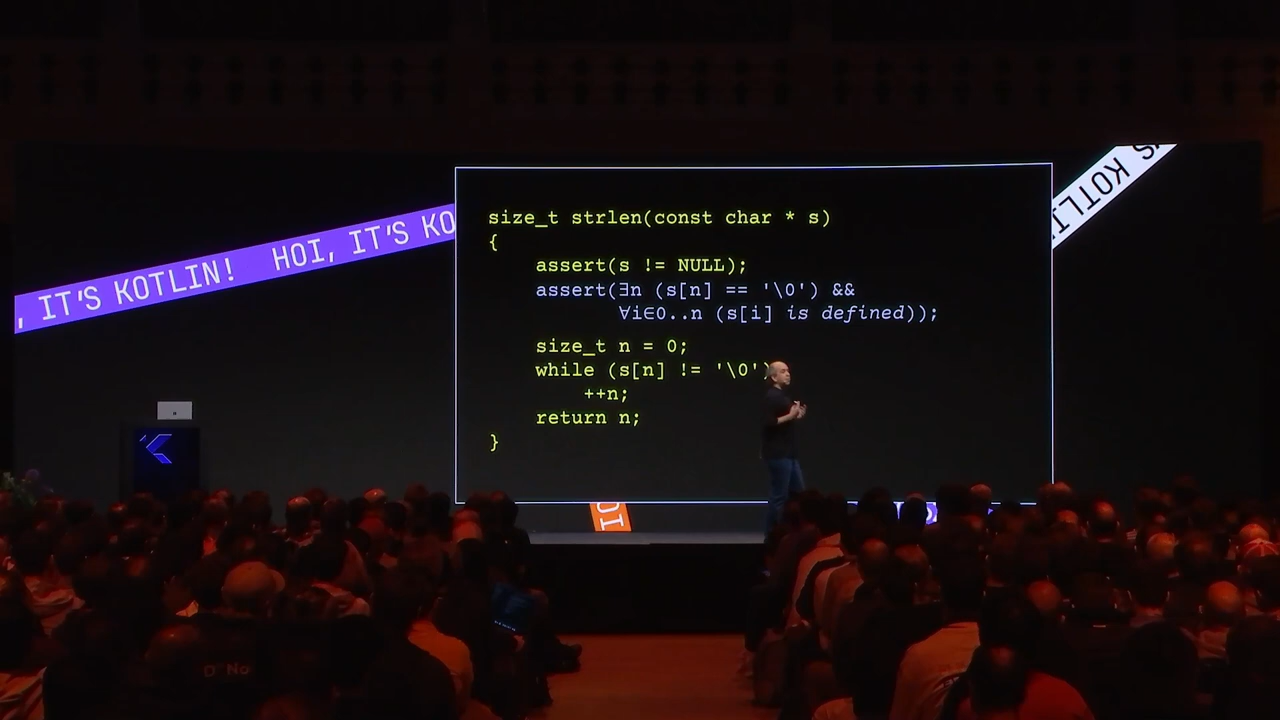 , IT'S KOTLIN!  HOI, IT'S KO
'S KOTLI
size_t strlen(const char * s)
{
    assert(s != NULL);
    assert(∃n (s[n] == '\0') &&
           ∀i∈0..n (s[i] is defined));
    size_t n = 0;
    while (s[n] != '\0')
        ++n;
    return n;
}
OI